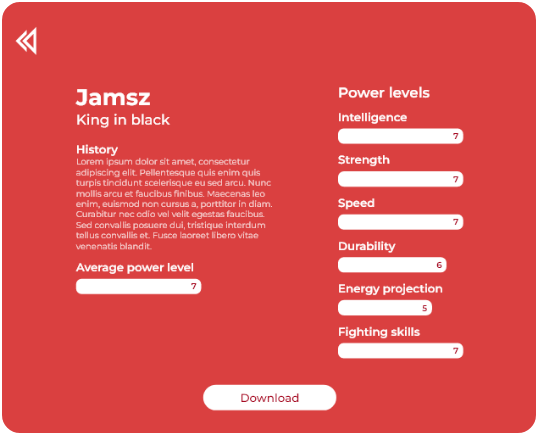 Jamsz
King in black
History
Lorem ipsum dolor sit amet, consectetur
adipiscing elit. Pellentesque quis enim quis
turpis tincidunt scelerisque eu sed arcu. Nunc
mollis arcu et faucibus finibus. Maecenas leo
enim, euismod non cursus a, porttitor in diam.
Curabitur nec odio vel velit egestas faucibus.
Sed convallis posuere dui, tristique interdum
tellus convallis et. Fusce laoreet libero vitae
venenatis blandit.
Average power level
7
Power levels
Intelligence
7
Strength
7
Speed
7
Durability
6
Energy projection
5
Fighting skills
7
Download